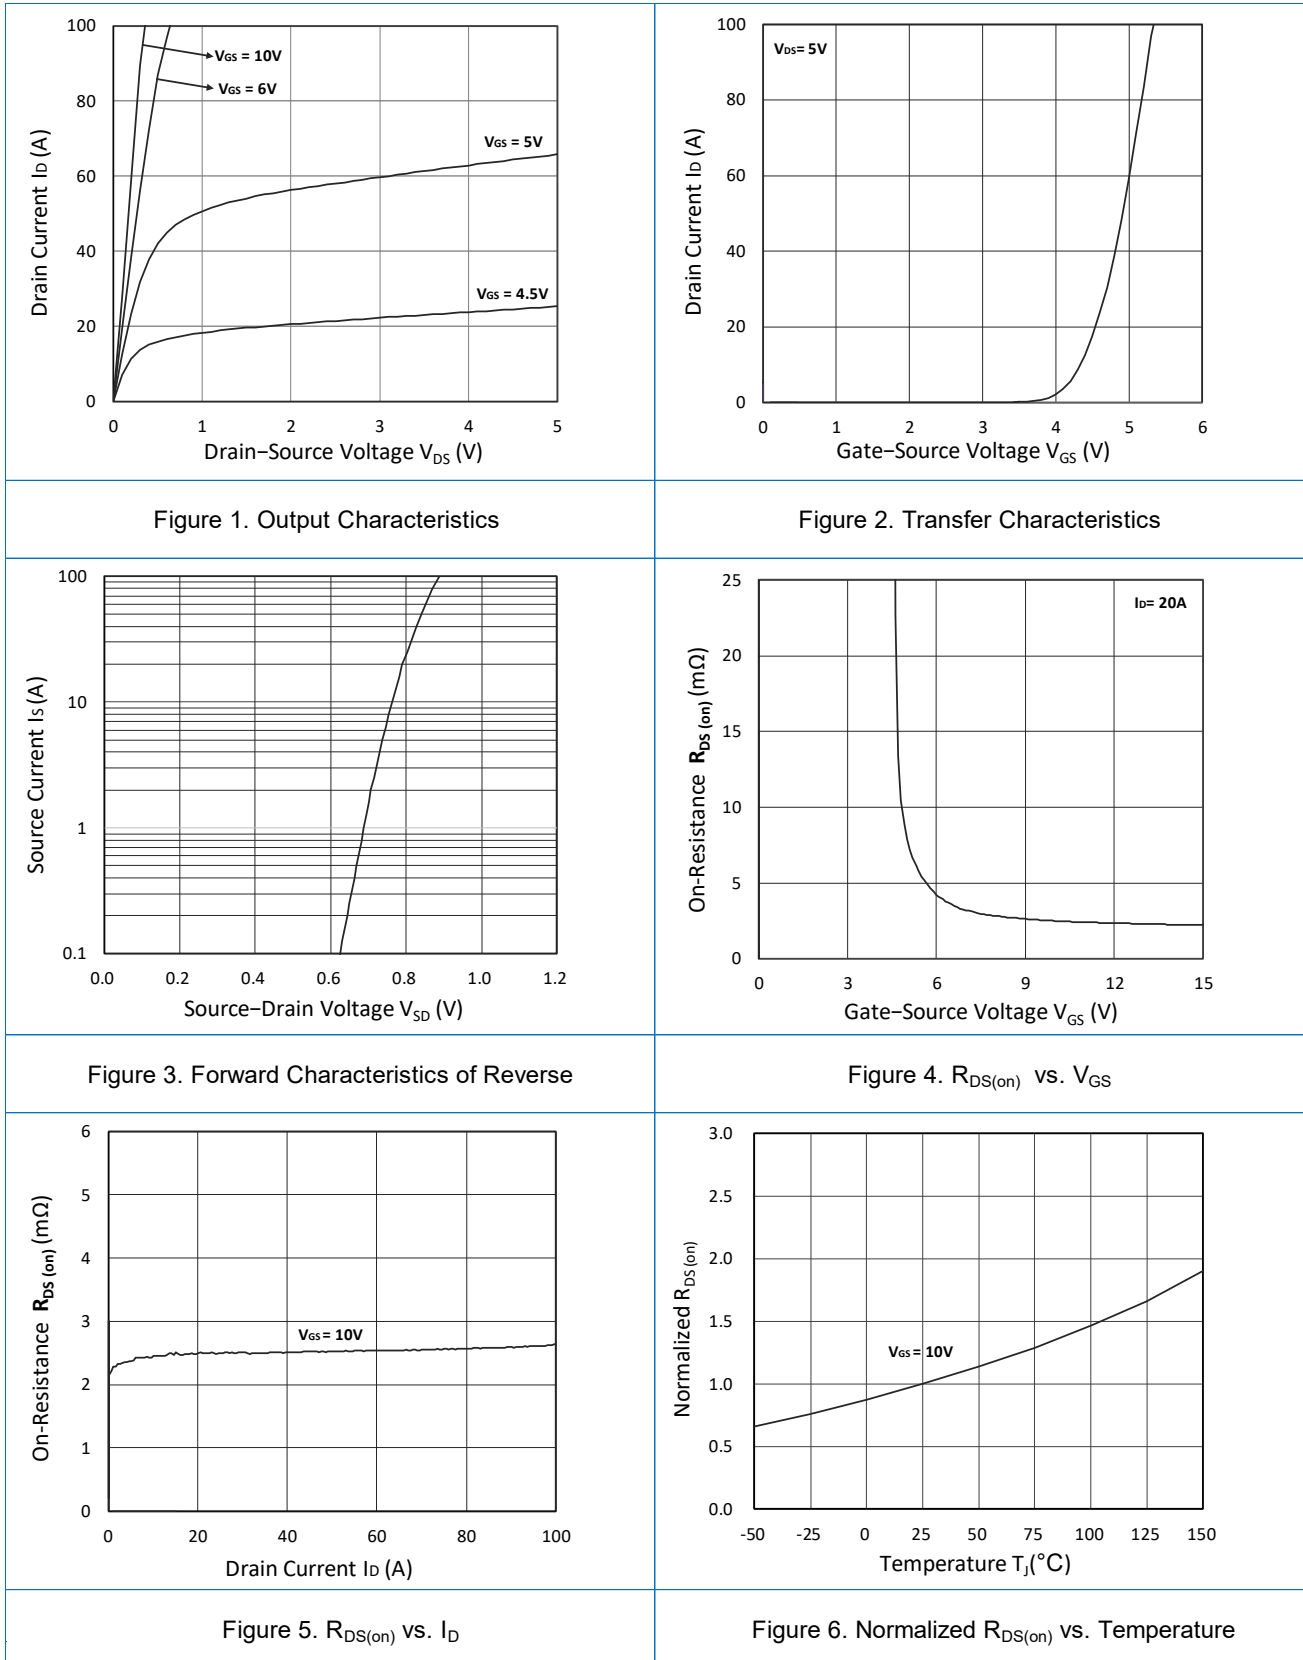 100
80
60
40
20
0
Drain Current ID (A)
VGS = 10V
VGS = 6V
VGS = 5V
VGS = 4.5V
0 1 2 3 4 5
Drain−Source Voltage VDS (V)
Figure 1. Output Characteristics
100
80
60
40
20
0
Drain Current ID (A)
VDS= 5V
0 1 2 3 4 5 6
Gate−Source Voltage VGS (V)
Figure 2. Transfer Characteristics
100
10
1
0.1
Source Current IS (A)
0.0 0.2 0.4 0.6 0.8 1.0 1.2
Source−Drain Voltage VSD (V)
Figure 3. Forward Characteristics of Reverse
25
20
15
10
5
0
On-Resistance RDS (on) (mΩ)
ID= 20A
0 3 6 9 12 15
Gate−Source Voltage VGS (V)
Figure 4. RDS(on) vs. VGS
6
5
4
3
2
1
0
On-Resistance RDS (on) (mΩ)
VGS = 10V
0 20 40 60 80 100
Drain Current ID (A)
Figure 5. RDS(on) vs. ID
3.0
2.5
2.0
1.5
1.0
0.5
0.0
Normalized RDS (on)
VGS = 10V
-50 -25 0 25 50 75 100 125 150
Temperature TJ(°C)
Figure 6. Normalized RDS(on) vs. Temperature